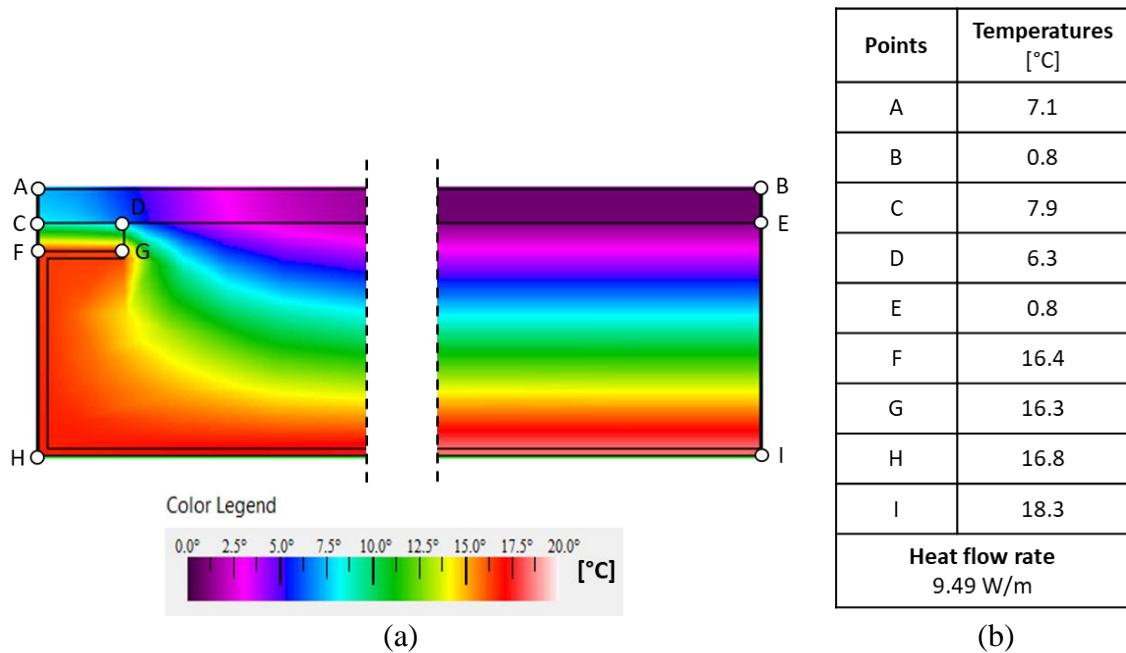 A
B
C
D
E
F
G
H
I
Color Legend
0.0° 2.5° 5.0° 7.5° 10.0° 12.5° 15.0° 17.5° 20.0°
[°C]
(a)
Points Temperatures
[°C]
A 7.1
B 0.8
C 7.9
D 6.3
E 0.8
F 16.4
G 16.3
H 16.8
I 18.3
Heat flow rate
9.49 W/m
(b)